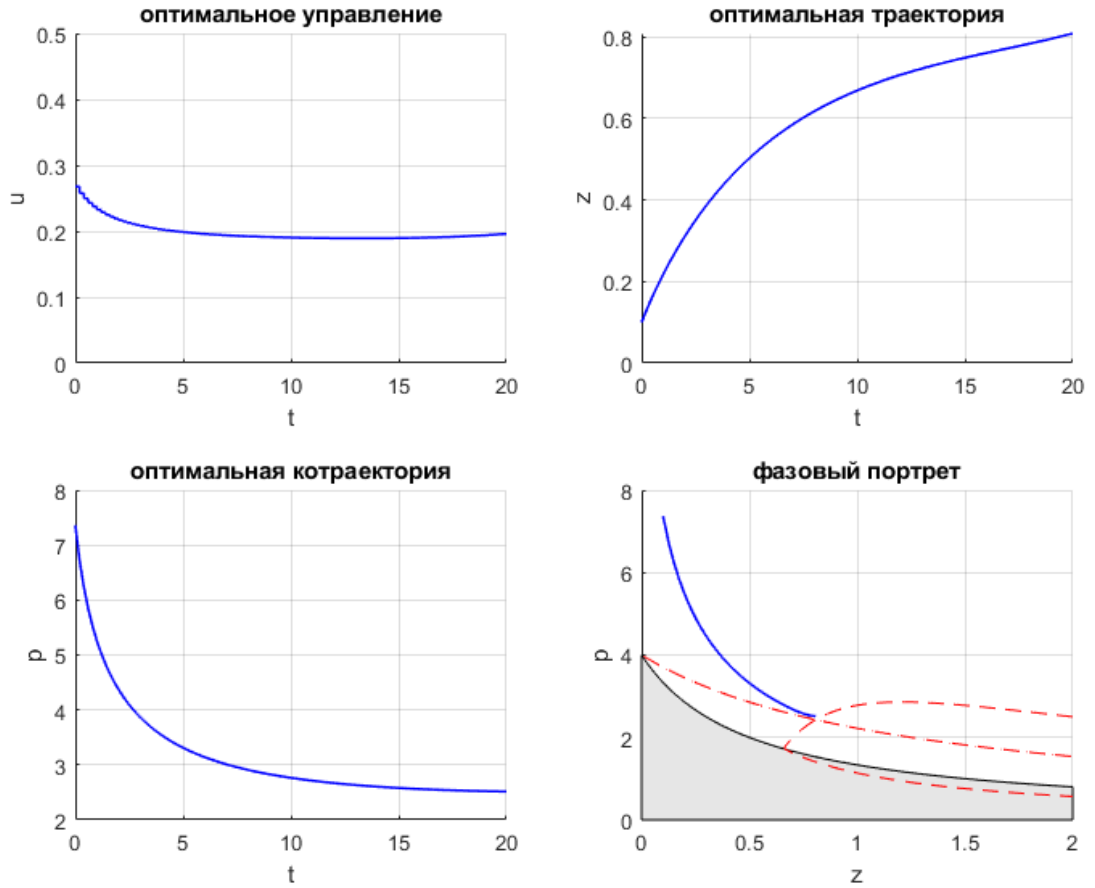 оптимальное управление
0.5
0.4
0.3
0.2
0.1
0
u
0 5 10 15 20
t
оптимальная траектория
0.8
0.6
0.4
0.2
0
z
0 5 10 15 20
t
оптимальная котраектория
8
7
6
5
4
3
2
p
0 5 10 15 20
t
фазовый портрет
8
6
4
2
0
p
0 0.5 1 1.5 2
z